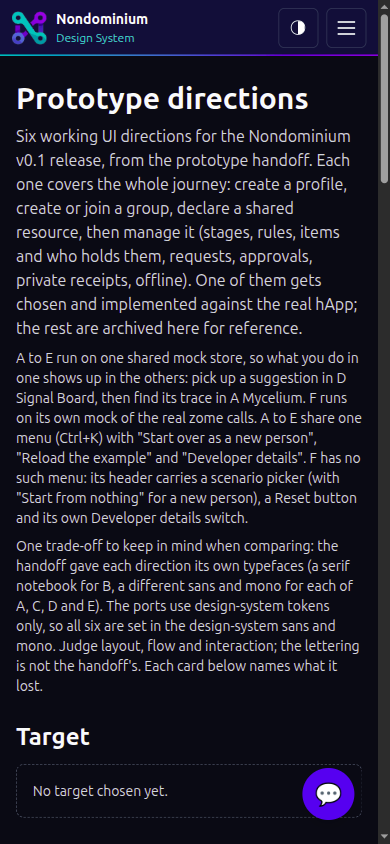 Nondominium
Design System
Prototype directions
Six working UI directions for the Nondominium
v0.1 release, from the prototype handoff. Each
one covers the whole journey: create a profile,
create or join a group, declare a shared
resource, then manage it (stages, rules, items
and who holds them, requests, approvals,
private receipts, offline). One of them gets
chosen and implemented against the real hApp;
the rest are archived here for reference.
A to E run on one shared mock store, so what you do in
one shows up in the others: pick up a suggestion in D
Signal Board, then find its trace in A Mycelium. F runs
on its own mock of the real zome calls. A to E share one
menu (Ctrl+K) with "Start over as a new person",
"Reload the example" and "Developer details". F has no
such menu: its header carries a scenario picker (with
"Start from nothing" for a new person), a Reset button
and its own Developer details switch.
One trade-off to keep in mind when comparing: the
handoff gave each direction its own typefaces (a serif
notebook for B, a different sans and mono for each of
A, C, D and E). The ports use design-system tokens
only, so all six are set in the design-system sans and
mono. Judge layout, flow and interaction; the lettering
is not the handoff's. Each card below names what it
lost.
Target
No target chosen yet.